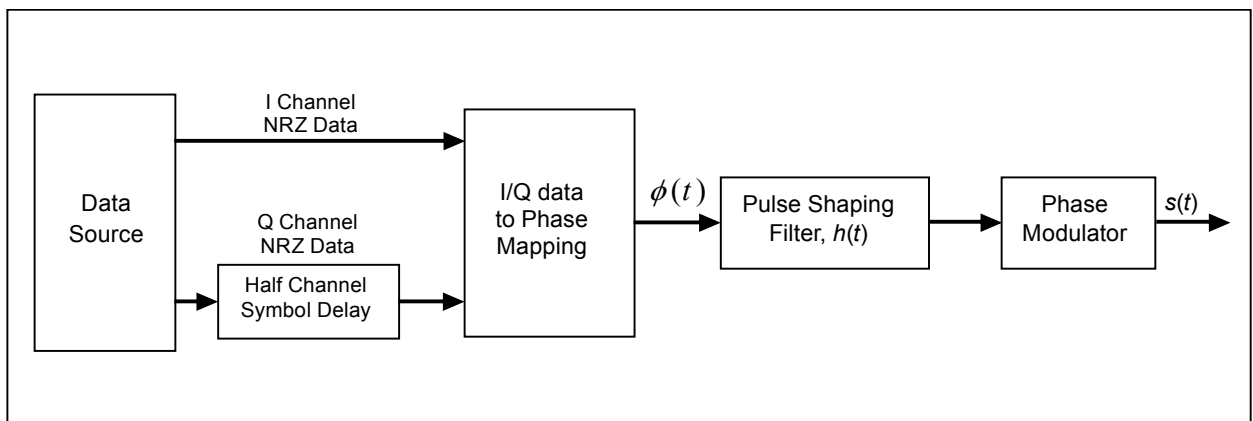 Data
Source
I Channel
NRZ Data
Q Channel
NRZ Data
Half Channel
Symbol Delay
I/Q data
to Phase
Mapping
ϕ(t)
Pulse Shaping
Filter, h(t)
Phase
Modulator
s(t)